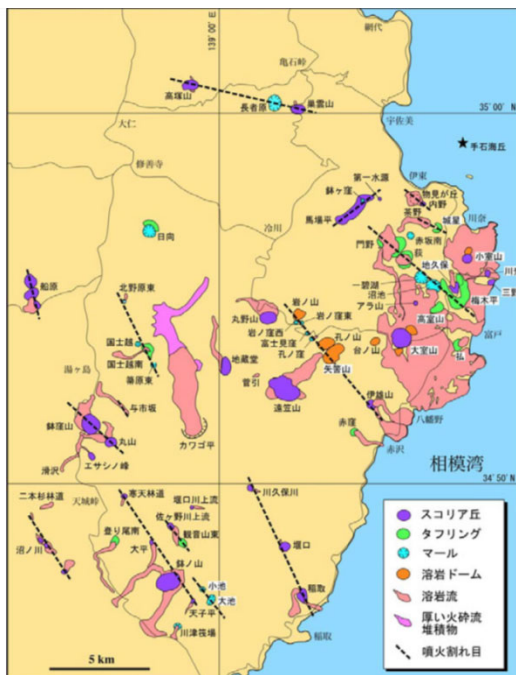 139° 00′ E
網代
亀石峠
高塚山
長者原
巣雲山
35° 00′ N
大仁
宇佐美
手石海丘
修善寺
伊東
第一水源
鉢ヶ窪
物見が丘
内野
茶野
川奈
馬場平
城星
冷川
日向
門野
荻
赤坂南
小室山
地久保
一碧湖
沼池
アラ山
梅木平
高室山
船原
北野原東
岩ノ山
丸野山
岩ノ窪東
岩ノ窪西
富士見窪
孔ノ山
孔ノ窪
台ノ山
大室山
富戸
払
国士越
国士越南
地蔵堂
矢筈山
湯ヶ島
菅引
遠笠山
伊雄山
与市坂
八幡野
鉢窪山
赤窪
丸山
カワゴ平
赤沢
エサシノ峰
滑沢
相模湾
34° 50′ N
二本杉林道
天城峠
寒天林道
堀口川上流
川久保川
佐ヶ野川上流
登り尾南
観音山東
大平
沼ノ川
堰口
鉢ノ山
小池
大池
稲取
天子平
川津筏場
稲取
スコリア丘
タフリング
マール
溶岩ドーム
溶岩流
厚い火砕流
堆積物
噴火割れ目
5 km